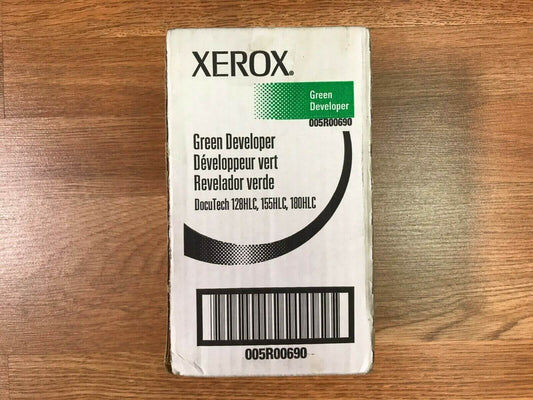 XEROX.
Green
Developer
005R00690
Green Developer
Développeur vert
Revelador verde
DocuTech 128HLC, 155HLC, 180HLC
005R00690